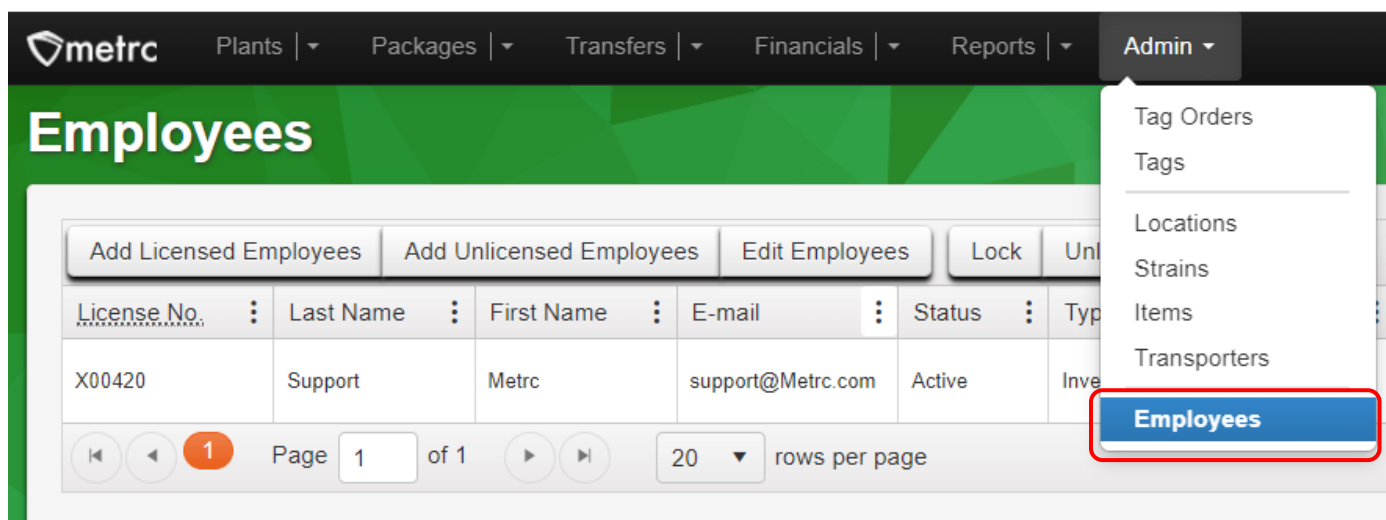 metrc Plants Packages Transfers Financials Reports Admin
Employees
Tag Orders
Tags
Locations
Strains
Items
Transporters
Employees
Add Licensed Employees Add Unlicensed Employees Edit Employees Lock
License No. Last Name First Name E-mail Status
X00420 Support Metrc support@Metrc.com Active
1 Page 1 of 1 20 rows per page